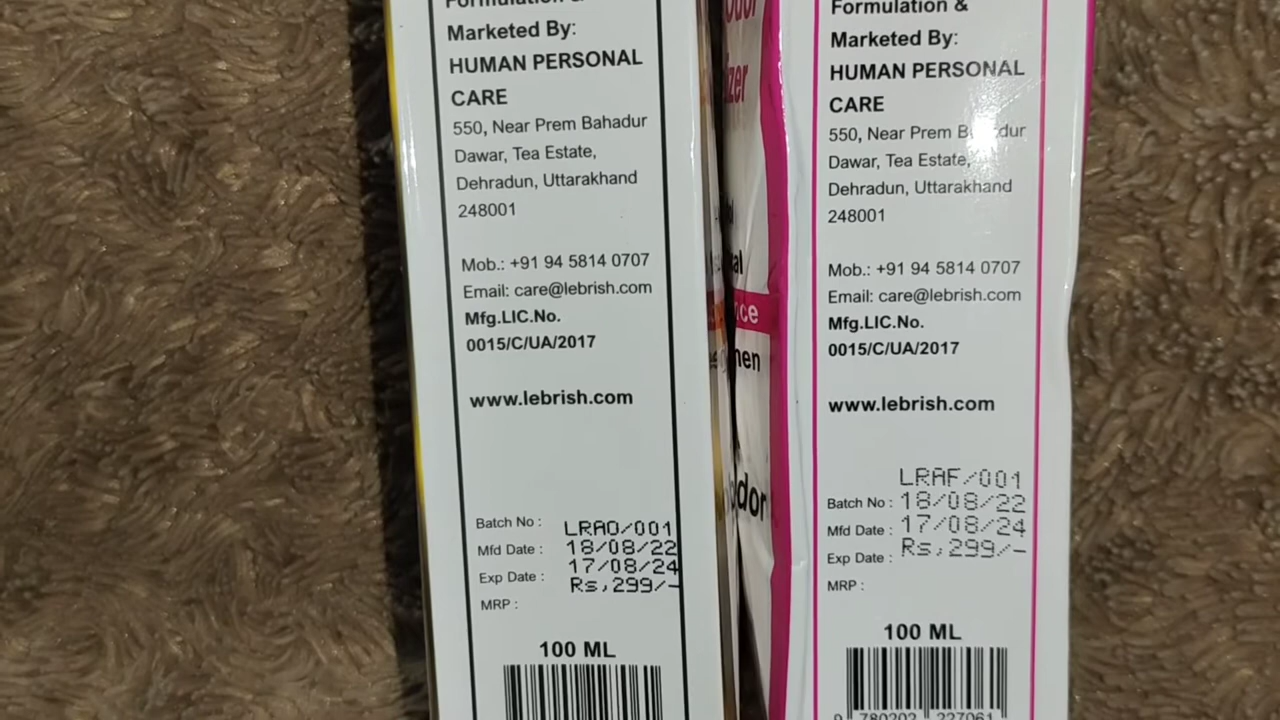 Formulation &
Marketed By:
HUMAN PERSONAL
CARE
550, Near Prem Bahadur
Dawar, Tea Estate,
Dehradun, Uttarakhand
248001
Mob.: +91 94 5814 0707
Email: care@lebrish.com
Mfg.LIC.No.
0015/C/UA/2017
www.lebrish.com
Batch No : LRAO/001
Mfd Date : 18/08/22
Exp Date : 17/08/24
MRP : Rs,299/-
100 ML
Formulation &
Marketed By:
HUMAN PERSONAL
CARE
550, Near Prem
Dawar, Tea Estate,
Dehradun, Uttarakhand
248001
Mob.: +91 94 5814 0707
Email: care@lebrish.com
Mfg.LIC.No.
0015/C/UA/2017
www.lebrish.com
Batch No : LRAF/001
Mfd Date : 18/08/22
Exp Date : 17/08/24
MRP : Rs,299/-
100 ML
9 780202 227061